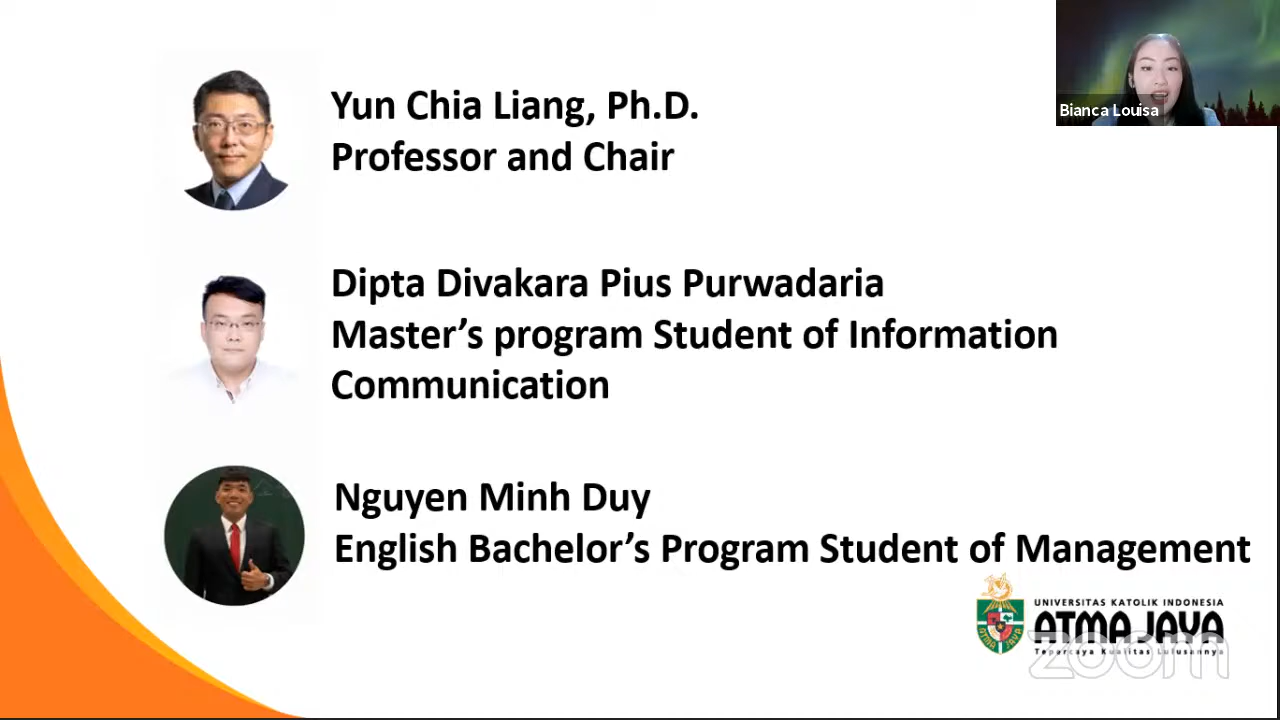 Yun Chia Liang, Ph.D.
Professor and Chair
Bianca Louisa
Dipta Divakara Pius Purwadaria
Master's program Student of Information
Communication
Nguyen Minh Duy
English Bachelor's Program Student of Management
UNIVERSITAS KATOLIK INDONESIA
ATMA JAYA
Tepercaya Kualitas Lulusannya
zoom